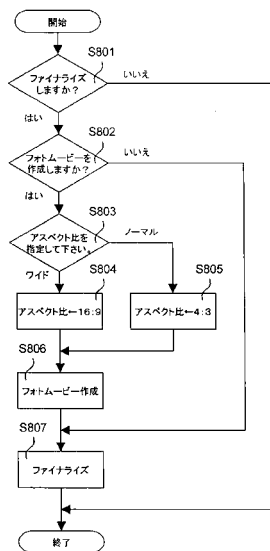 開始
S801
ファイナライズ
しますか？
いいえ
はい
S802
フォトムービーを
作成しますか？
いいえ
はい
S803
アスペクト比を
指定して下さい。
ノーマル
ワイド
S804
S805
アスペクト比←16：9
アスペクト比←4：3
S806
フォトムービー作成
S807
ファイナライズ
終了